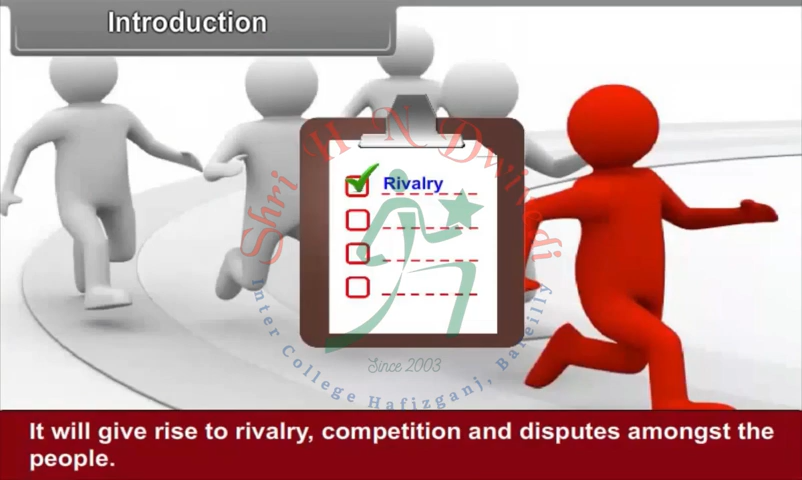 Introduction
Shri H N Dwivedi
Rivalry
Inter College Hafizganj, Bareilly
Since 2003
It will give rise to rivalry, competition and disputes amongst the
people.